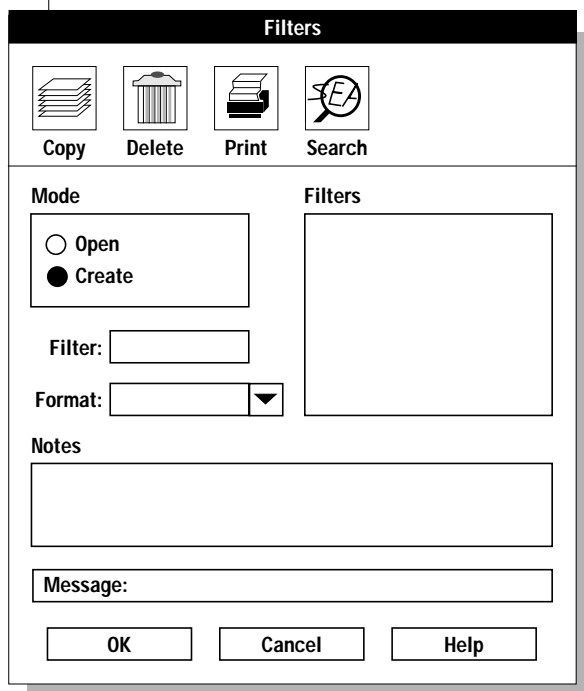 Filters
Copy Delete Print Search
Mode Filters
Open
Create
Filter:
Format:
Notes
Message:
OK Cancel Help